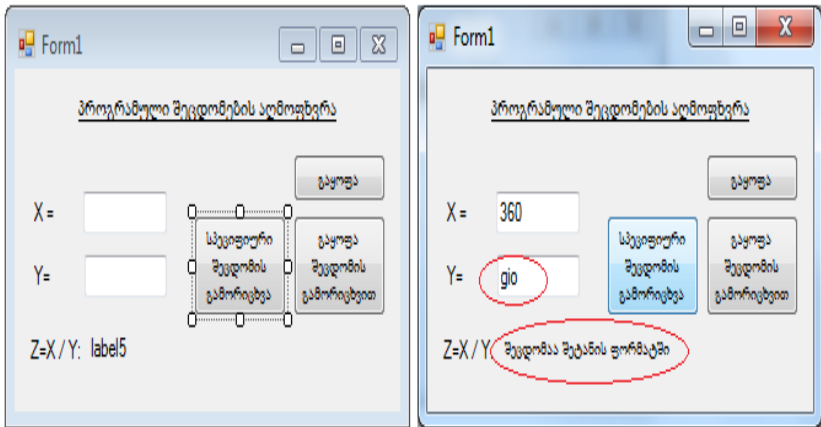 Form1
პროგრამული შეცდომების აღმოფხვრა
გაყოფა
X =
სპეციფიური
შეცდომის
გამორიცხვა
გაყოფა
შეცდომის
გამორიცხვით
Y=
Z=X / Y: label5
Form1
პროგრამული შეცდომების აღმოფხვრა
გაყოფა
X = 360
სპეციფიური
შეცდომის
გამორიცხვა
გაყოფა
შეცდომის
გამორიცხვით
Y= gio
Z=X / Y შეცდომაა შეტანის ფორმატში